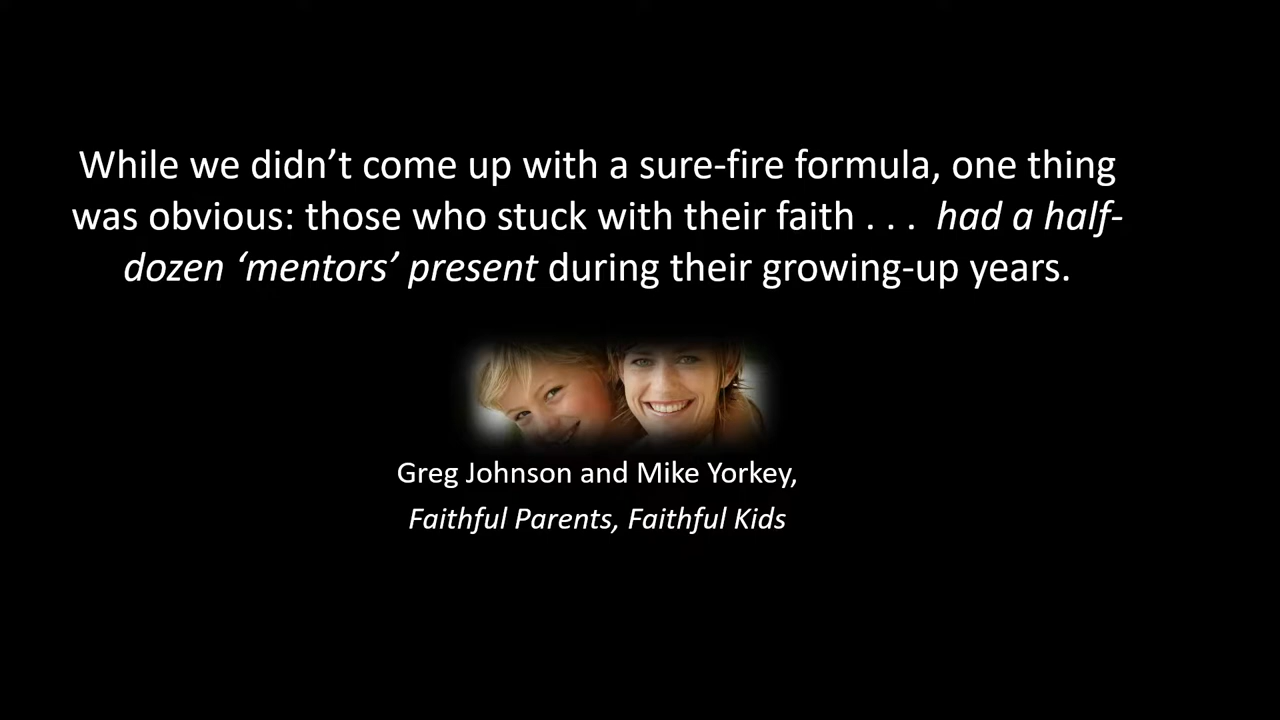 While we didn’t come up with a sure-fire formula, one thing
was obvious: those who stuck with their faith . . .  had a half-
dozen ‘mentors’ present during their growing-up years.
Greg Johnson and Mike Yorkey,
Faithful Parents, Faithful Kids